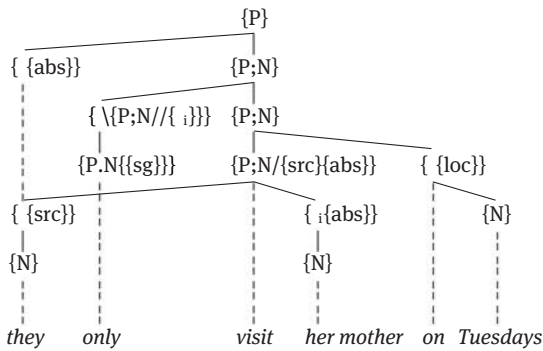 {P}
{ {abs}} {P;N}
{ \{P;N//{ ᵢ}}} {P;N}
{P.N{{sg}}} {P;N/{src}{abs}} { {loc}}
{ {src}} { ᵢ{abs}} {N}
{N} {N}
they only visit her mother on Tuesdays